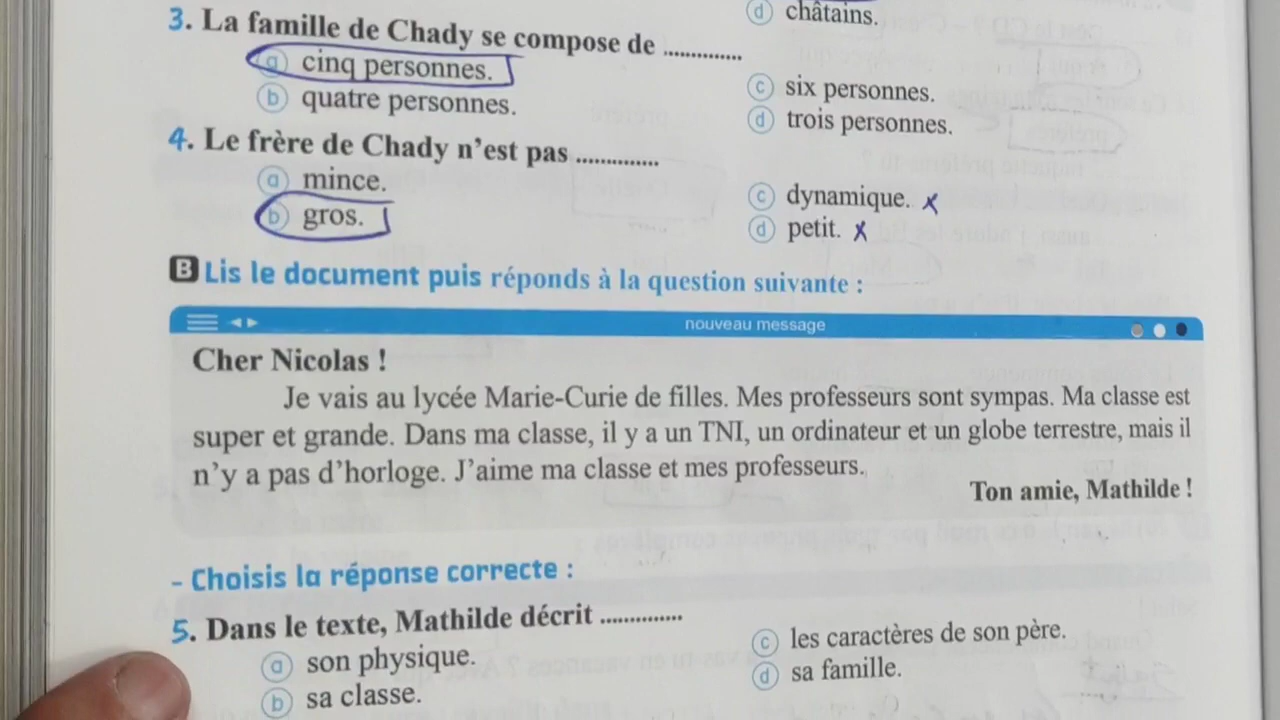 d châtains.
3. La famille de Chady se compose de ..............
a cinq personnes.
b quatre personnes.
c six personnes.
d trois personnes.
4. Le frère de Chady n'est pas ..............
a mince.
b gros.
c dynamique. x
d petit. x
B Lis le document puis réponds à la question suivante :
nouveau message
Cher Nicolas !
Je vais au lycée Marie-Curie de filles. Mes professeurs sont sympas. Ma classe est
super et grande. Dans ma classe, il y a un TNI, un ordinateur et un globe terrestre, mais il
n'y a pas d'horloge. J'aime ma classe et mes professeurs.
Ton amie, Mathilde !
- Choisis la réponse correcte :
5. Dans le texte, Mathilde décrit ..............
a son physique.
b sa classe.
c les caractères de son père.
d sa famille.